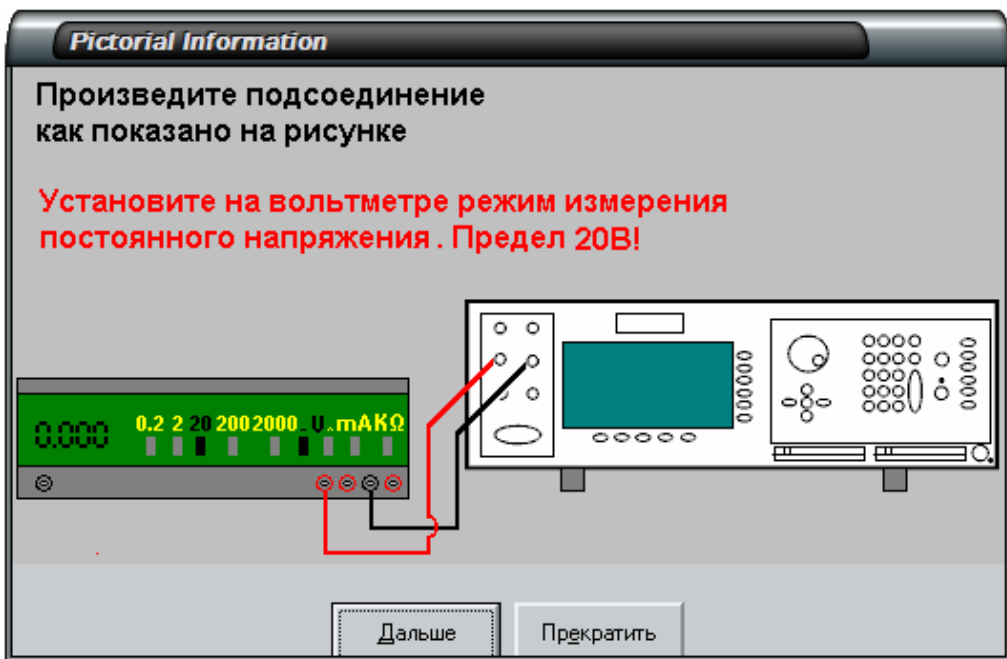 Pictorial Information
Произведите подсоединение
как показано на рисунке
Установите на вольтметре режим измерения
постоянного напряжения . Предел 20В!
0.000 0.2 2 20 200 2000 - U ~ mA KΩ
Дальше Прекратить